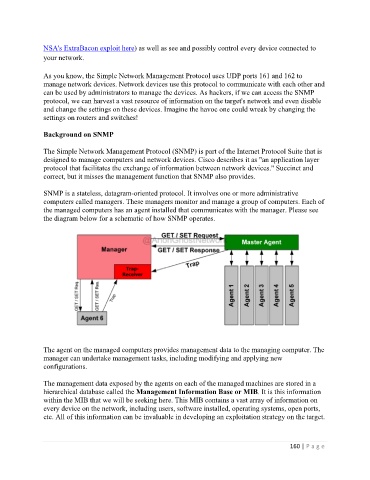 NSA's ExtraBacon exploit here) as well as see and possibly control every device connected to
your network.
As you know, the Simple Network Management Protocol uses UDP ports 161 and 162 to
manage network devices. Network devices use this protocol to communicate with each other and
can be used by administrators to manage the devices. As hackers, if we can access the SNMP
protocol, we can harvest a vast resource of information on the target's network and even disable
and change the settings on these devices. Imagine the havoc one could wreak by changing the
settings on routers and switches!
Background on SNMP
The Simple Network Management Protocol (SNMP) is part of the Internet Protocol Suite that is
designed to manage computers and network devices. Cisco describes it as "an application layer
protocol that facilitates the exchange of information between network devices." Succinct and
correct, but it misses the management function that SNMP also provides.
SNMP is a stateless, datagram-oriented protocol. It involves one or more administrative
computers called managers. These managers monitor and manage a group of computers. Each of
the managed computers has an agent installed that communicates with the manager. Please see
the diagram below for a schematic of how SNMP operates.
GET / SET Request
Manager
GET / SET Response
Master Agent
Trap
Receiver
Trap
GET / SET Req
GET / SET Res
Trap
Agent 6
Agent 1
Agent 2
Agent 3
Agent 4
Agent 5
The agent on the managed computers provides management data to the managing computer. The
manager can undertake management tasks, including modifying and applying new
configurations.
The management data exposed by the agents on each of the managed machines are stored in a
hierarchical database called the Management Information Base or MIB. It is this information
within the MIB that we will be seeking here. This MIB contains a vast array of information on
every device on the network, including users, software installed, operating systems, open ports,
etc. All of this information can be invaluable in developing an exploitation strategy on the target.
160 | P a g e